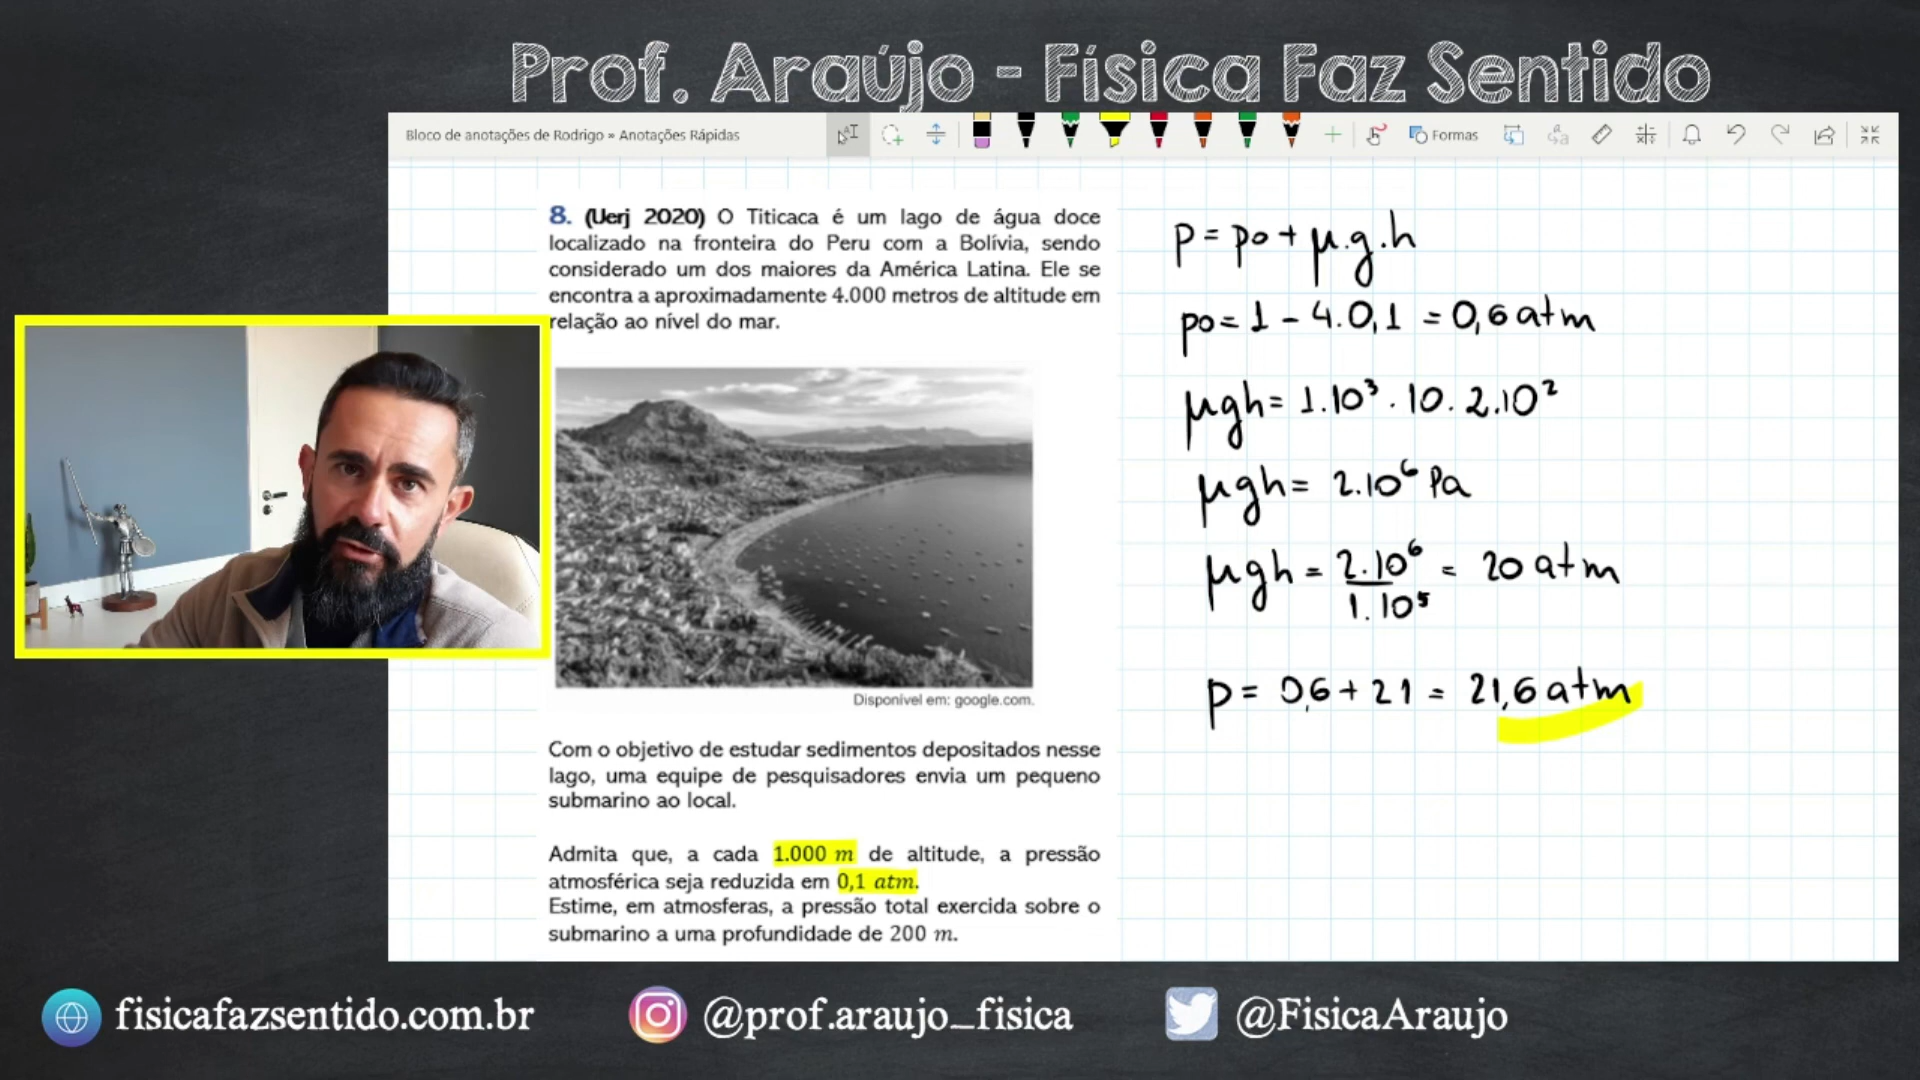 Prof. Araújo - Física Faz Sentido
Bloco de anotações de Rodrigo » Anotações Rápidas
Formas
8. (Uerj 2020) O Titicaca é um lago de água doce
localizado na fronteira do Peru com a Bolívia, sendo
considerado um dos maiores da América Latina. Ele se
encontra a aproximadamente 4.000 metros de altitude em
relação ao nível do mar.
Disponível em: google.com.
Com o objetivo de estudar sedimentos depositados nesse
lago, uma equipe de pesquisadores envia um pequeno
submarino ao local.
Admita que, a cada 1.000 m de altitude, a pressão
atmosférica seja reduzida em 0,1 atm.
Estime, em atmosferas, a pressão total exercida sobre o
submarino a uma profundidade de 200 m.
p = po + μ.g.h
po = 1 - 4.0,1 = 0,6 atm
μgh = 1.10³ . 10. 2.10²
μgh = 2.10⁶ Pa
μgh = 2.10⁶ / 1.10⁵ = 20 atm
p = 0,6 + 21 = 21,6 atm
fisicafazsentido.com.br
@prof.araujo_fisica
@FisicaAraujo